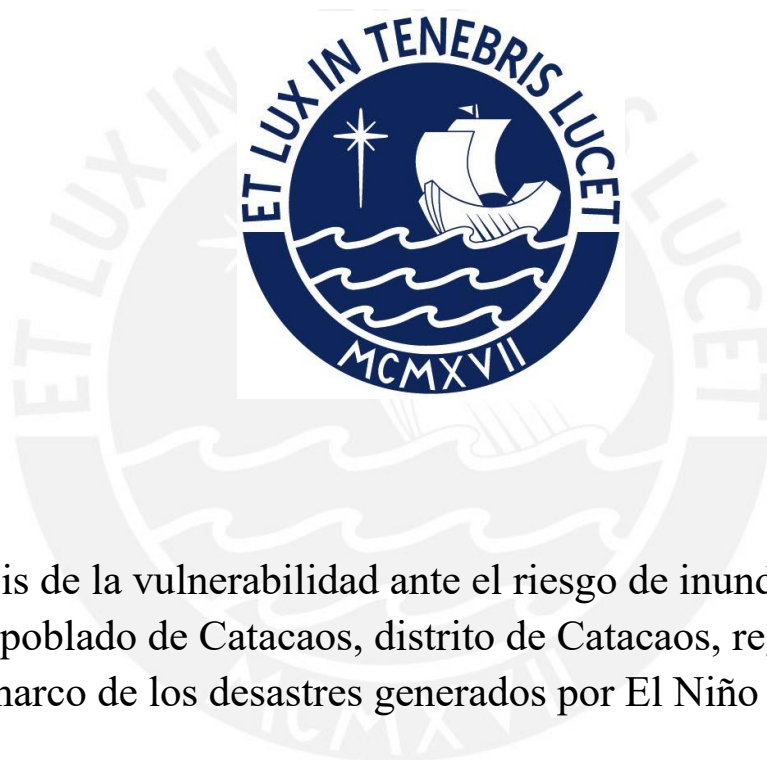 ET LUX IN TENEBRIS LUCET
MCMXVII
is de la vulnerabilidad ante el riesgo de inund
poblado de Catacaos, distrito de Catacaos, re
marco de los desastres generados por El Niño